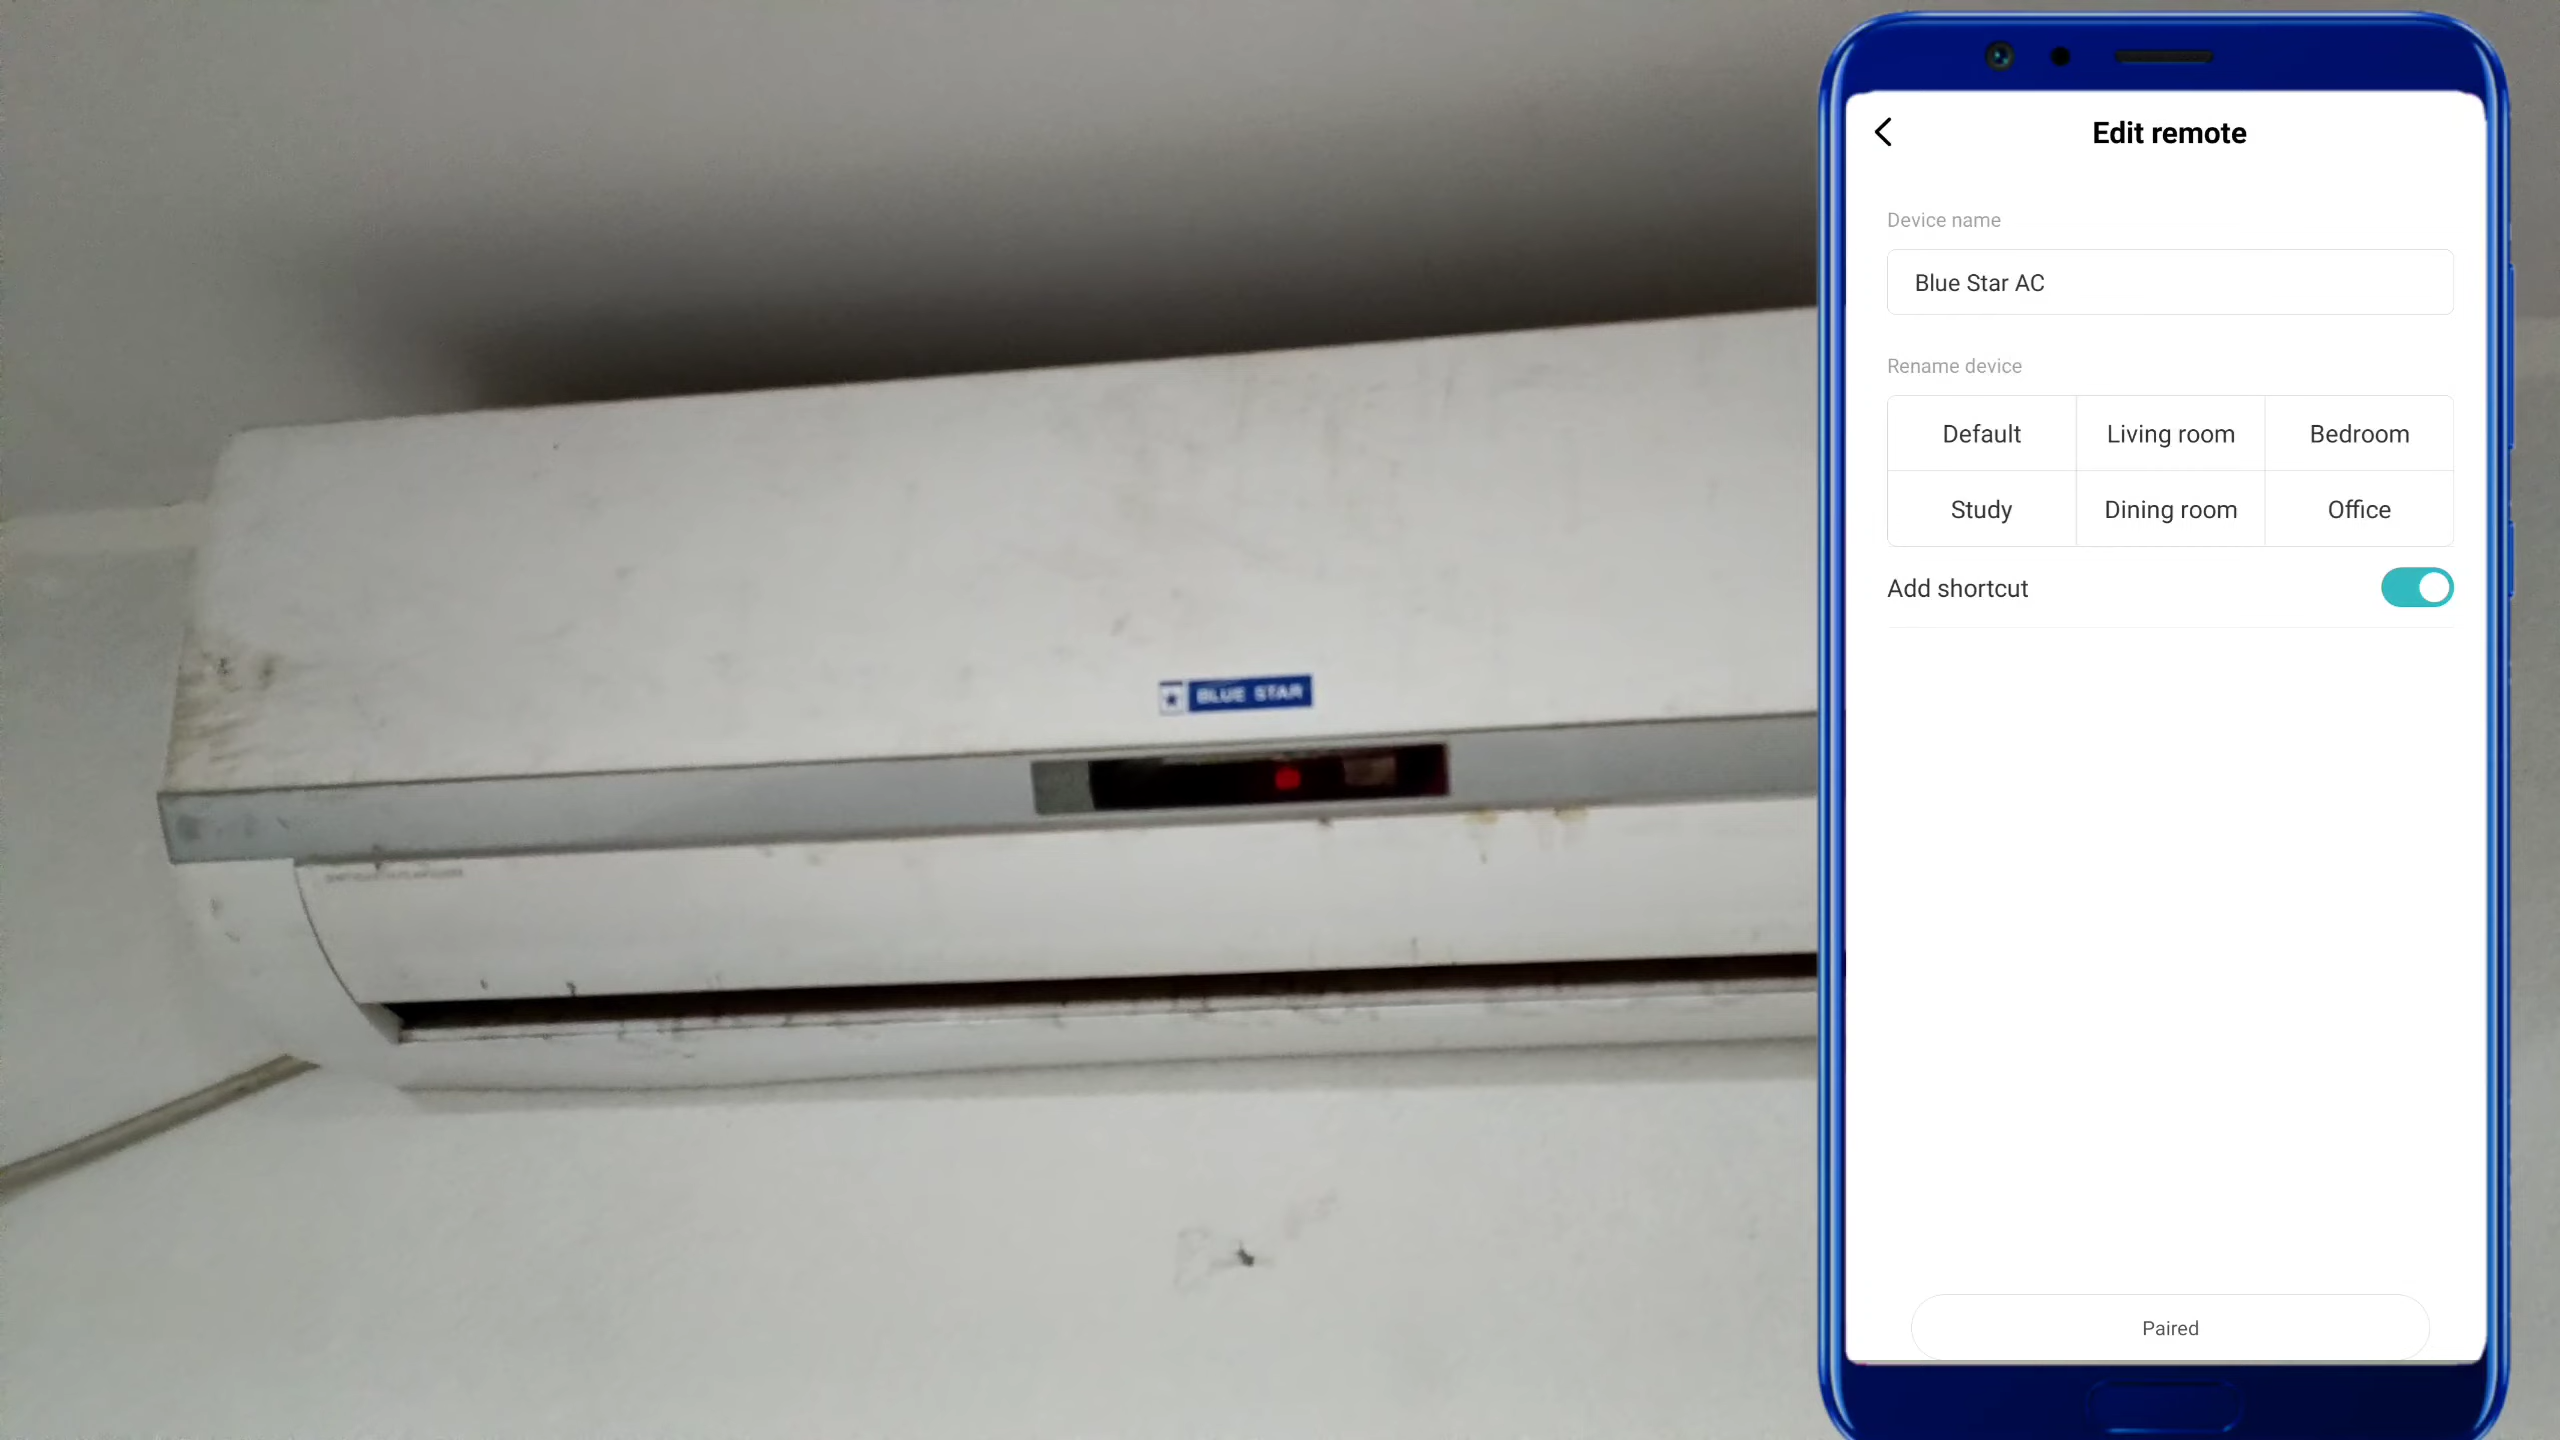 BLUE STAR
Edit remote
Device name
Blue Star AC
Rename device
Default Living room Bedroom
Study Dining room Office
Add shortcut
Paired